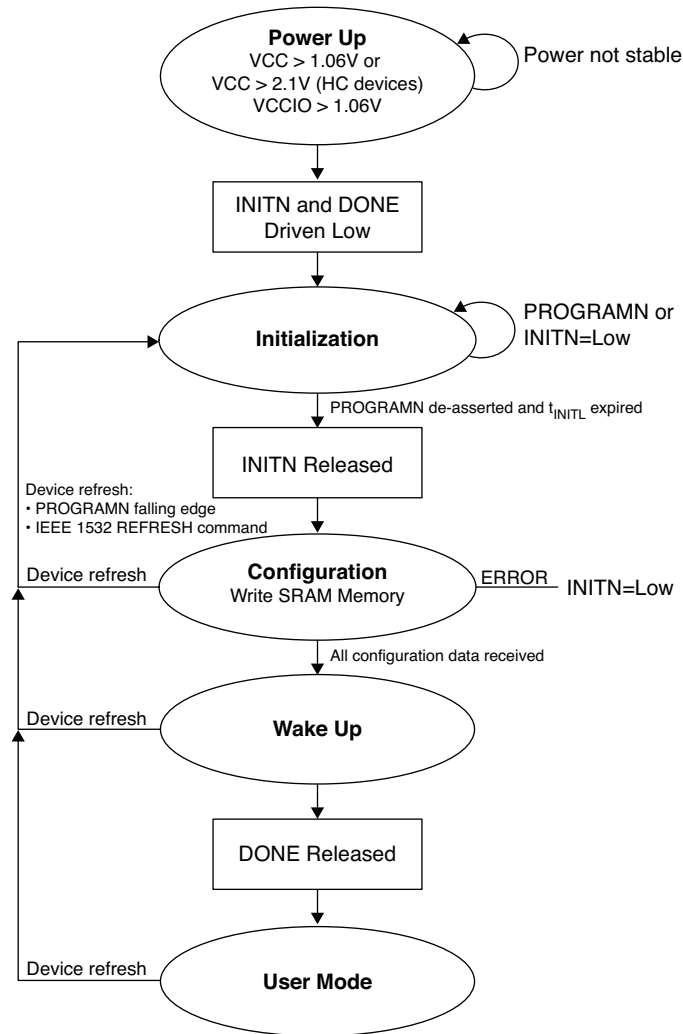 Power Up
VCC > 1.06V or
VCC > 2.1V (HC devices)
VCCIO > 1.06V
Power not stable
INITN and DONE
Driven Low
Initialization
PROGRAMN or
INITN=Low
PROGRAMN de-asserted and tINITL expired
INITN Released
Device refresh:
• PROGRAMN falling edge
• IEEE 1532 REFRESH command
Device refresh
Configuration
Write SRAM Memory
ERROR
INITN=Low
All configuration data received
Device refresh
Wake Up
DONE Released
Device refresh
User Mode